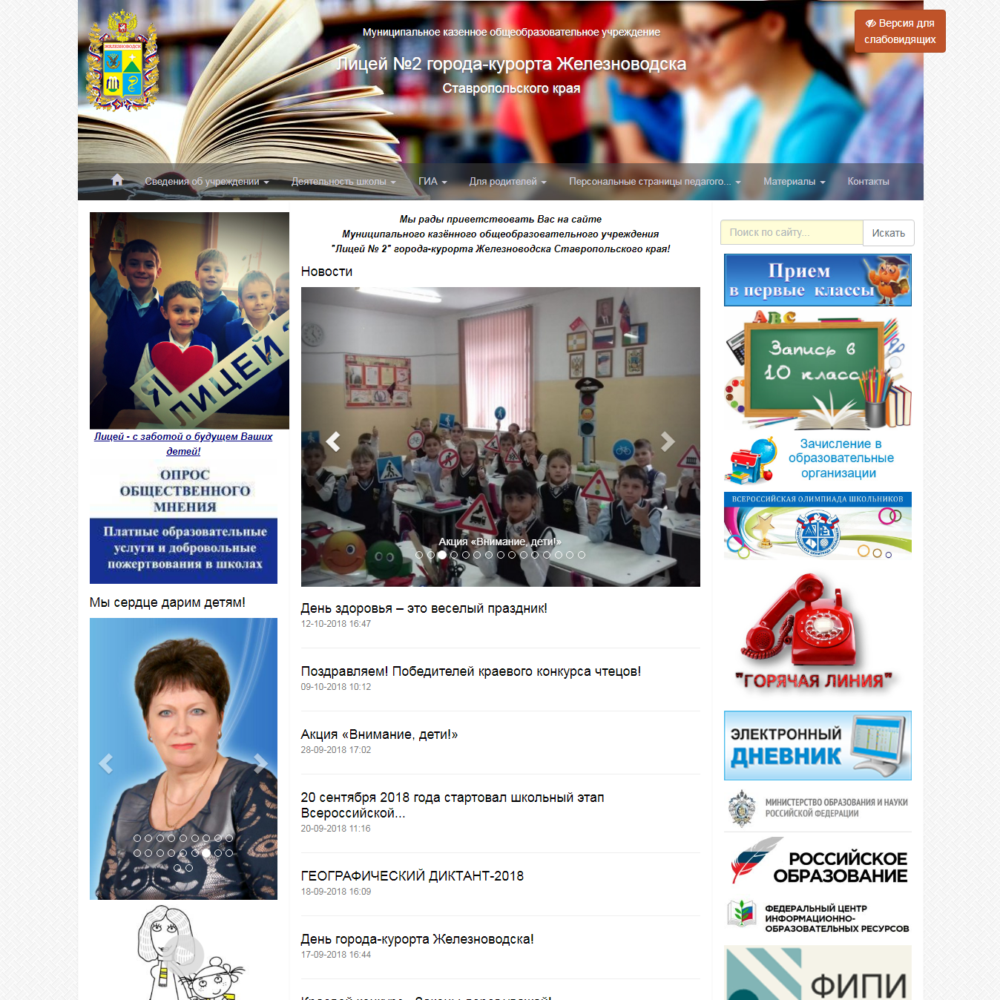 Муниципальное казенное общеобразовательное учреждение
Лицей №2 города-курорта Железноводска
Ставропольского края
Версия для
слабовидящих
ЖЕЛЕЗНОВОДСК
Сведения об учреждении
Деятельность школы
ГИА
Для родителей
Персональные страницы педагого...
Материалы
Контакты
Я
ЛИЦЕЙ
Лицей - с заботой о будущем Ваших
детей!
ОПРОС
ОБЩЕСТВЕННОГО
МНЕНИЯ
Платные образовательные
услуги и добровольные
пожертвования в школах
Мы сердце дарим детям!
Мы рады приветствовать Вас на сайте
Муниципального казённого общеобразовательного учреждения
"Лицей № 2" города-курорта Железноводска Ставропольского края!
Новости
Акция «Внимание, дети!»
День здоровья – это веселый праздник!
12-10-2018 16:47
Поздравляем! Победителей краевого конкурса чтецов!
09-10-2018 10:12
Акция «Внимание, дети!»
28-09-2018 17:02
20 сентября 2018 года стартовал школьный этап
Всероссийской...
20-09-2018 11:16
ГЕОГРАФИЧЕСКИЙ ДИКТАНТ-2018
18-09-2018 16:09
День города-курорта Железноводска!
17-09-2018 16:44
Поиск по сайту...
Искать
Прием
в первые классы
ABC
Запись в
10 класс
Зачисление в
образовательные
организации
ВСЕРОССИЙСКАЯ ОЛИМПИАДА ШКОЛЬНИКОВ
"ГОРЯЧАЯ ЛИНИЯ"
ЭЛЕКТРОННЫЙ
ДНЕВНИК
МИНИСТЕРСТВО ОБРАЗОВАНИЯ И НАУКИ
РОССИЙСКОЙ ФЕДЕРАЦИИ
РОССИЙСКОЕ
ОБРАЗОВАНИЕ
ФЕДЕРАЛЬНЫЙ ЦЕНТР
ИНФОРМАЦИОННО-
ОБРАЗОВАТЕЛЬНЫХ РЕСУРСОВ
ФИПИ